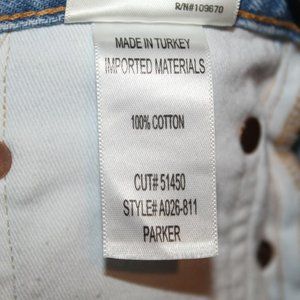 R/N#109670
MADE IN TURKEY
IMPORTED MATERIALS
100% COTTON
CUT# 51450
STYLE# A026-811
PARKER